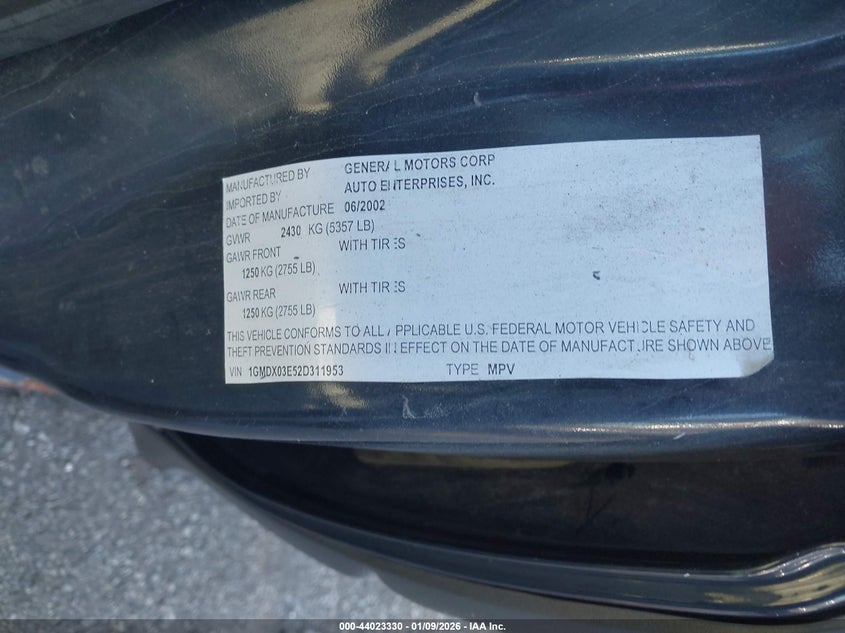 MANUFACTURED BY GENERAL MOTORS CORP
IMPORTED BY AUTO ENTERPRISES, INC.
DATE OF MANUFACTURE 06/2002
GVWR 2430 KG (5357 LB)
GAWR FRONT WITH TIRES
1250 KG (2755 LB)
GAWR REAR WITH TIRES
1250 KG (2755 LB)
THIS VEHICLE CONFORMS TO ALL APPLICABLE U.S. FEDERAL MOTOR VEHICLE SAFETY AND
THEFT PREVENTION STANDARDS IN EFFECT ON THE DATE OF MANUFACTURE SHOWN ABOVE
VIN 1GMDX03E52D311953 TYPE MPV
000-44023330 - 01/09/2026 - IAA Inc.